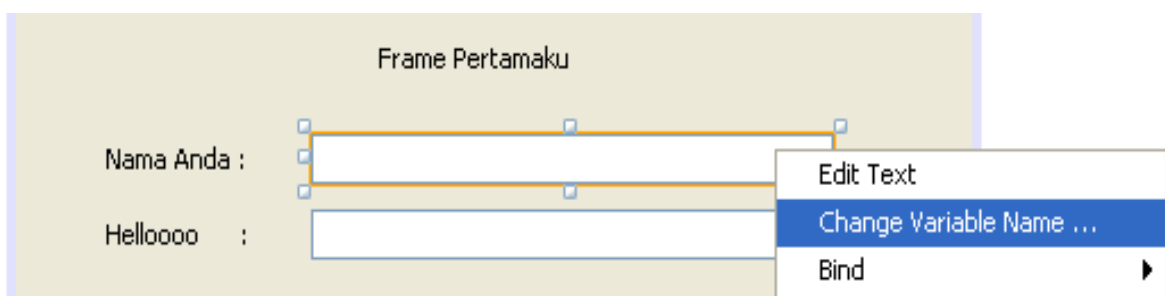 Frame Pertamaku
Nama Anda :
Edit Text
Change Variable Name ...
Helloooo :
Bind